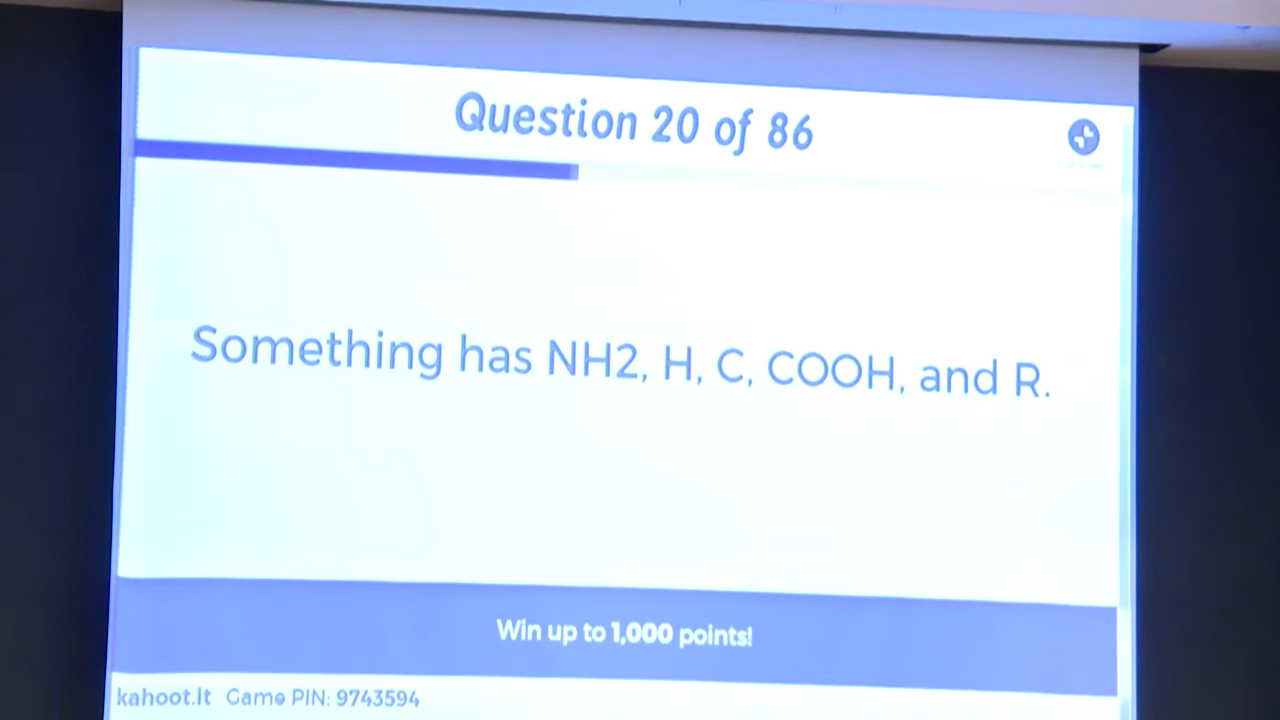 Question 20 of 86
Something has NH2, H, C, COOH, and R.
Win up to 1,000 points!
kahoot.it Game PIN: 9743594